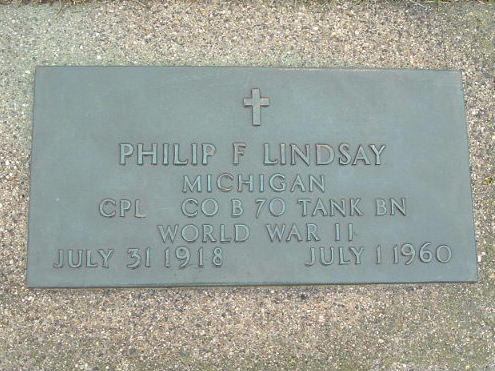 PHILIP F LINDSAY
MICHIGAN
CPL CO B 70 TANK BN
WORLD WAR II
JULY 31 1918 JULY 1 1960